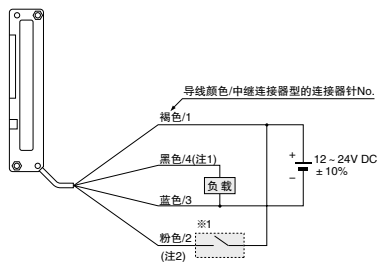 导线颜色/中继连接器型的连接器针No.
褐色/1
黑色/4(注1)
负 载
蓝色/3
+
12 ~ 24V DC
± 10%
−
※1
粉色/2
(注2)